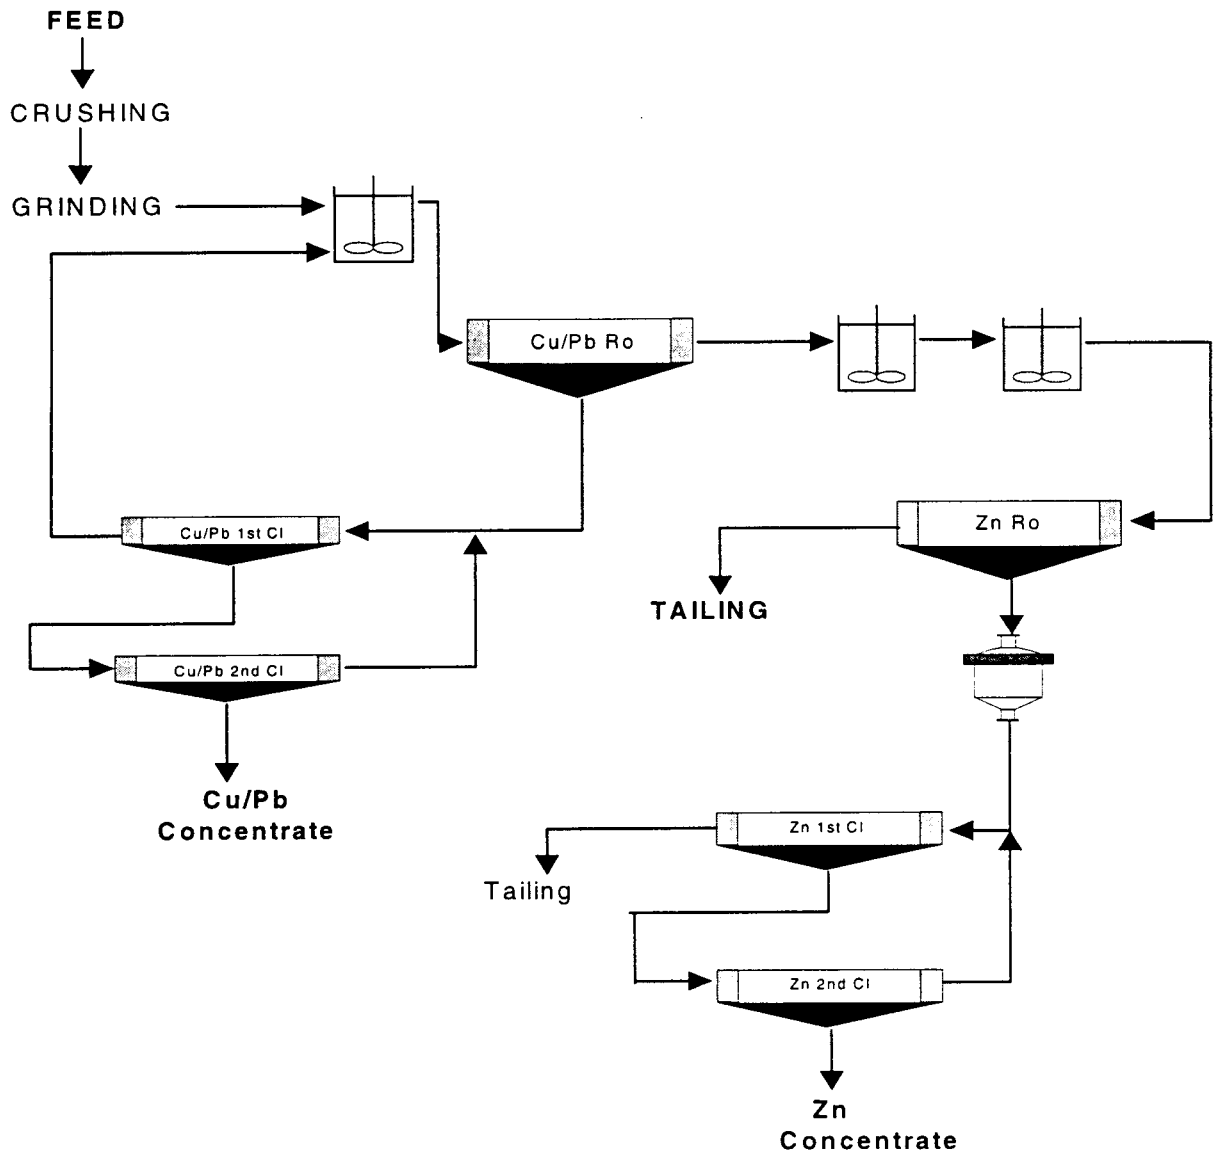 FEED
CRUSHING
GRINDING
Cu/Pb Ro
Cu/Pb 1st Cl
Zn Ro
TAILING
Cu/Pb 2nd Cl
Cu/Pb
Concentrate
Zn 1st Cl
Tailing
Zn 2nd Cl
Zn
Concentrate